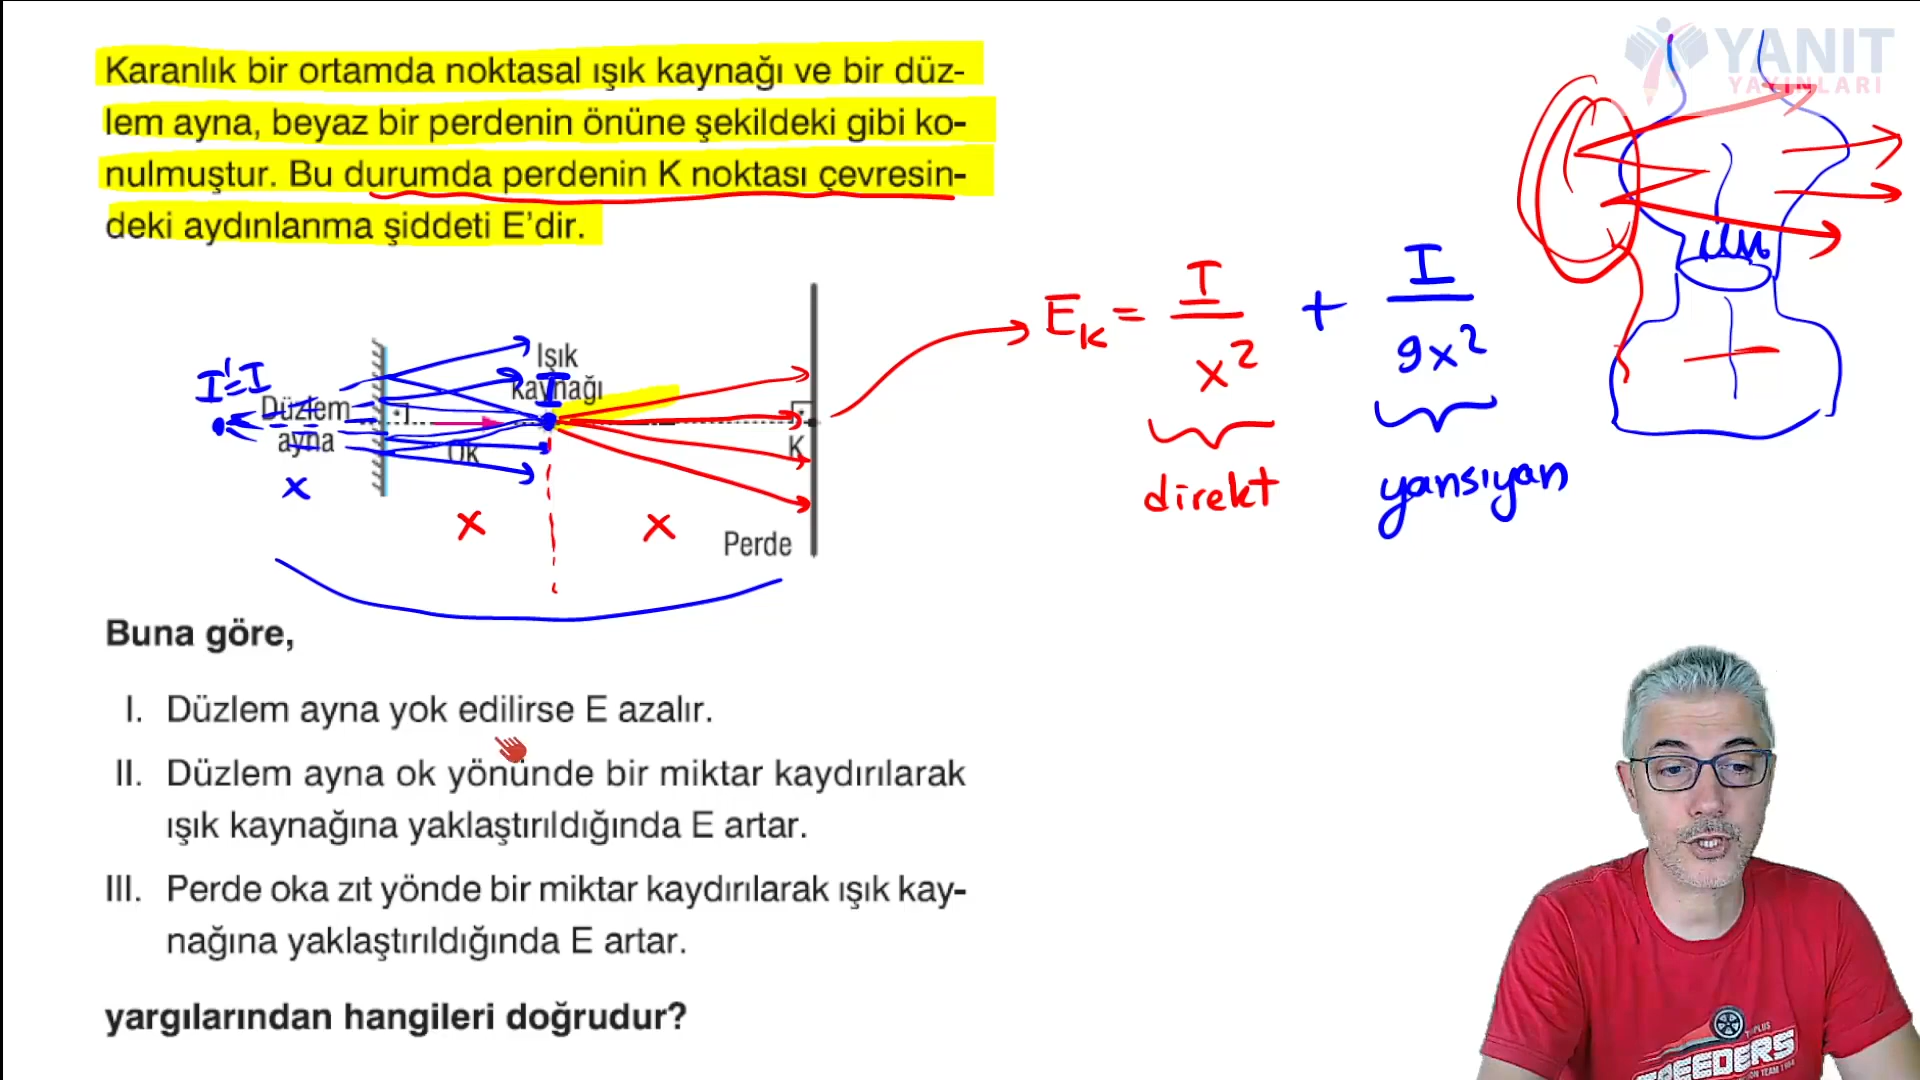 YANIT
YAYINLARI
Karanlık bir ortamda noktasal ışık kaynağı ve bir düz-
lem ayna, beyaz bir perdenin önüne şekildeki gibi ko-
nulmuştur. Bu durumda perdenin K noktası çevresin-
deki aydınlanma şiddeti E'dir.
Işık
kaynağı
I
I'=I
Düzlem
ayna
Ok
K
x
x
x
Perde
E_K = I/x² + I/9x²
direkt
yansıyan
Buna göre,
I. Düzlem ayna yok edilirse E azalır.
II. Düzlem ayna ok yönünde bir miktar kaydırılarak
ışık kaynağına yaklaştırıldığında E artar.
III. Perde oka zıt yönde bir miktar kaydırılarak ışık kay-
nağına yaklaştırıldığında E artar.
yargılarından hangileri doğrudur?